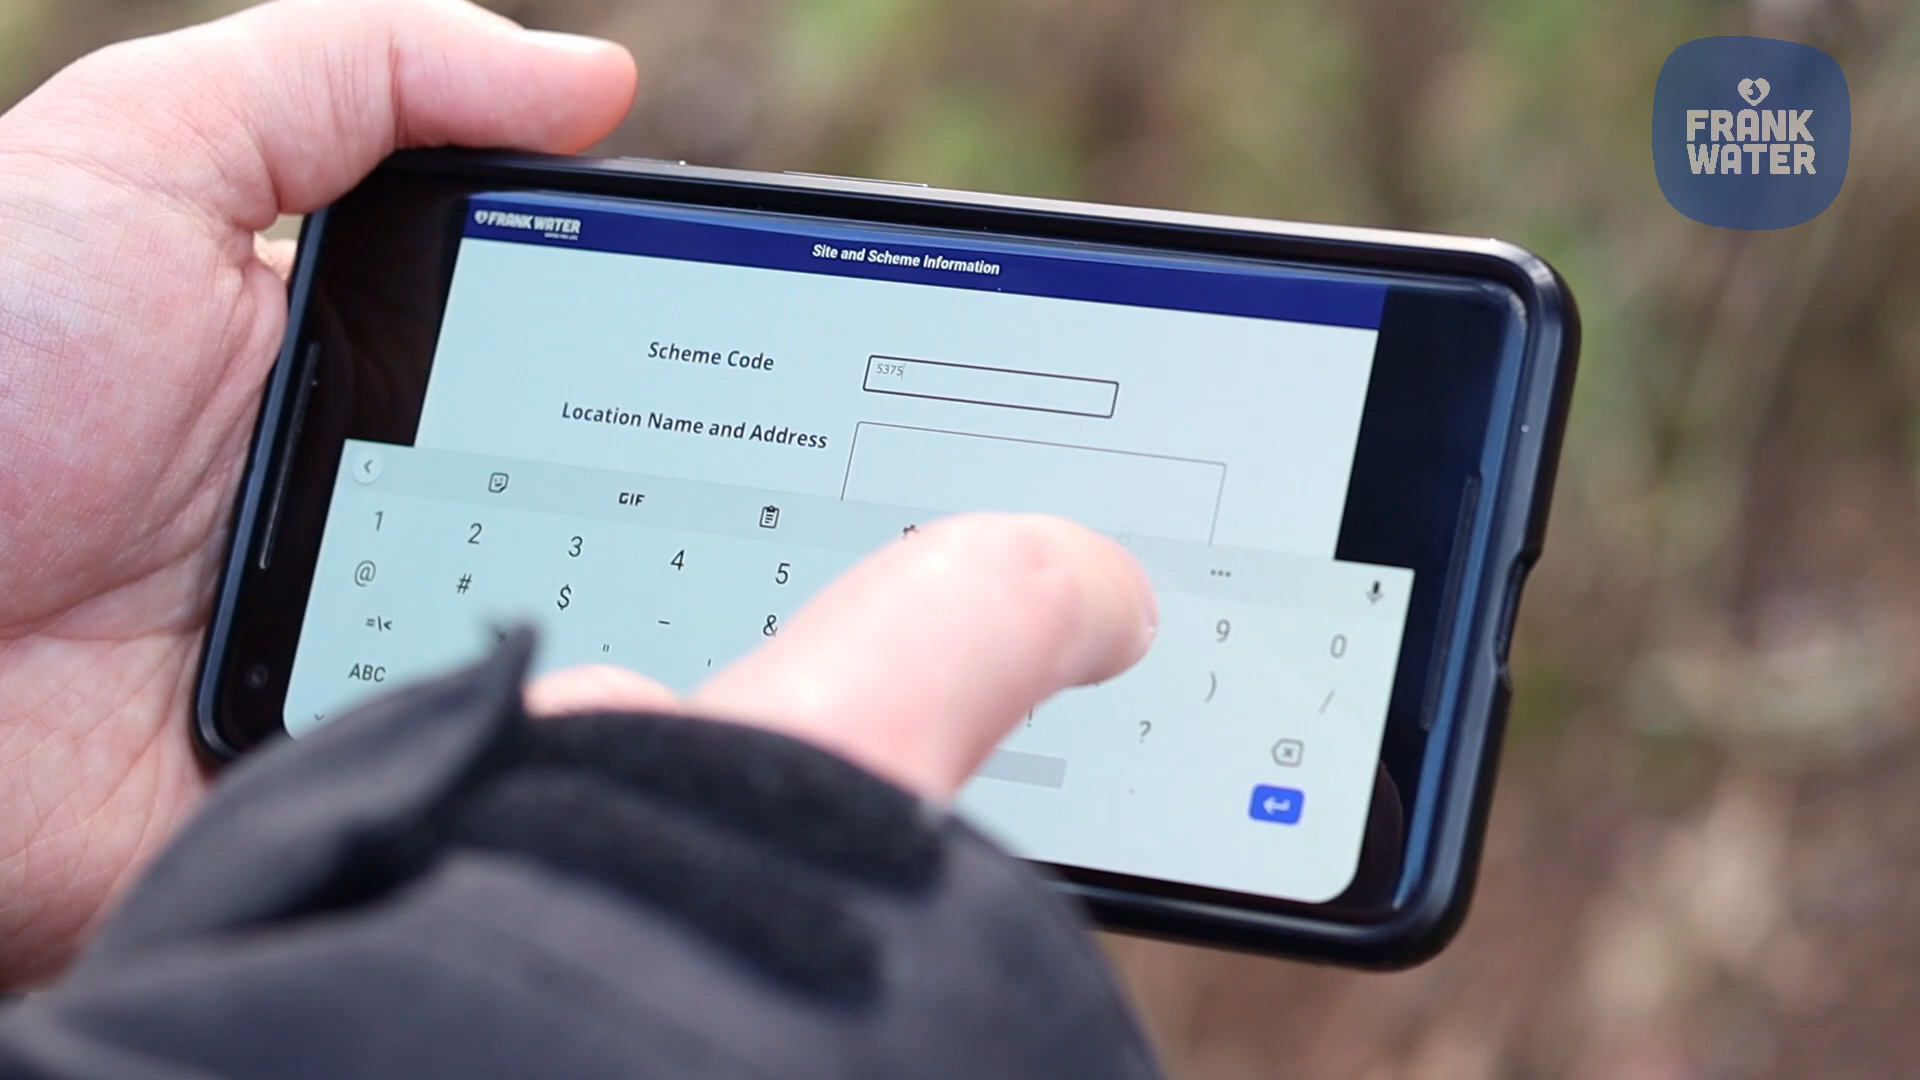 FRANK
WATER
FRANK WATER
Site and Scheme Information
Scheme Code
5375
Location Name and Address
GIF
1 2 3 4 5 9 0
@ # $ – & ) /
=\< " ' ! ?
ABC .